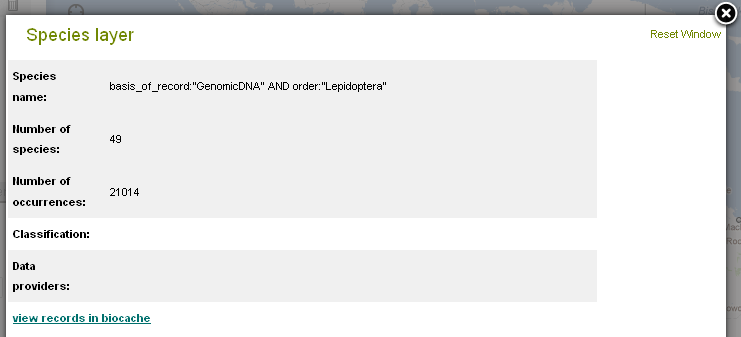 Species layer
Reset Window
Species
name:
basis_of_record:"GenomicDNA" AND order:"Lepidoptera"
Number of
species:
49
Number of
occurrences:
21014
Classification:
Data
providers:
view records in biocache